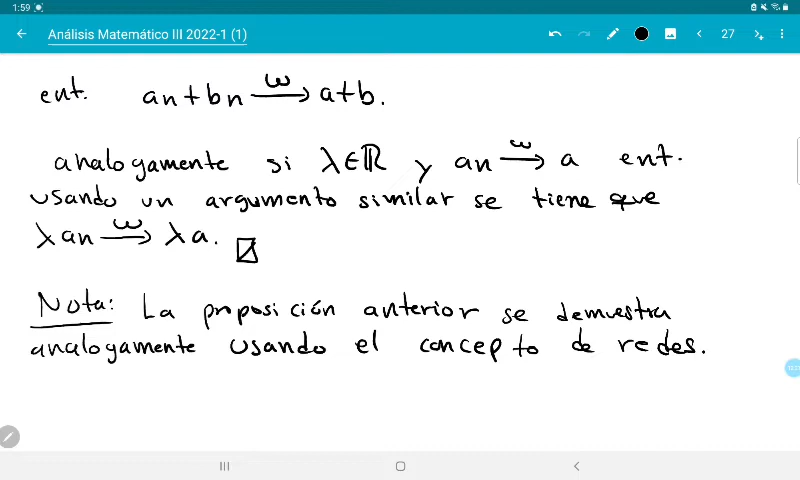 1:59
Análisis Matemático III 2022-1 (1)
27
ent. an + bn —ω→ a+b.
analogamente si λ∈ℝ y an —ω→ a ent.
usando un argumento similar se tiene que
λan —ω→ λa.
Nota: La proposición anterior se demuestra
analogamente usando el concepto de redes.